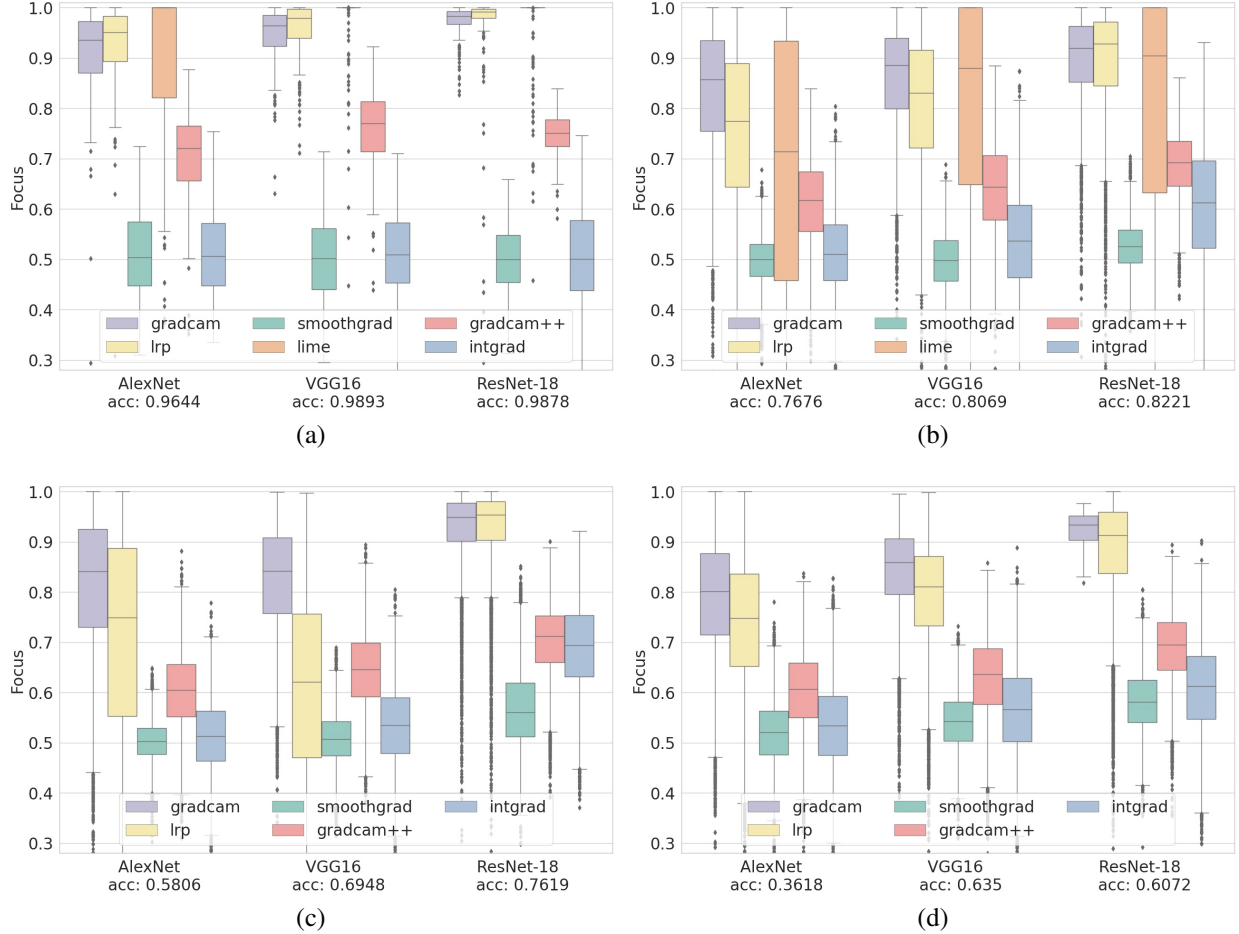 1.0
0.9
0.8
0.7
0.6
0.5
0.4
0.3
Focus
gradcam smoothgrad gradcam++
lrp lime intgrad
AlexNet VGG16 ResNet-18
acc: 0.9644 acc: 0.9893 acc: 0.9878
(a)
1.0
0.9
0.8
0.7
0.6
0.5
0.4
0.3
Focus
gradcam smoothgrad gradcam++
lrp lime intgrad
AlexNet VGG16 ResNet-18
acc: 0.7676 acc: 0.8069 acc: 0.8221
(b)
1.0
0.9
0.8
0.7
0.6
0.5
0.4
0.3
Focus
gradcam smoothgrad intgrad
lrp gradcam++
AlexNet VGG16 ResNet-18
acc: 0.5806 acc: 0.6948 acc: 0.7619
(c)
1.0
0.9
0.8
0.7
0.6
0.5
0.4
0.3
Focus
gradcam smoothgrad intgrad
lrp gradcam++
AlexNet VGG16 ResNet-18
acc: 0.3618 acc: 0.635 acc: 0.6072
(d)